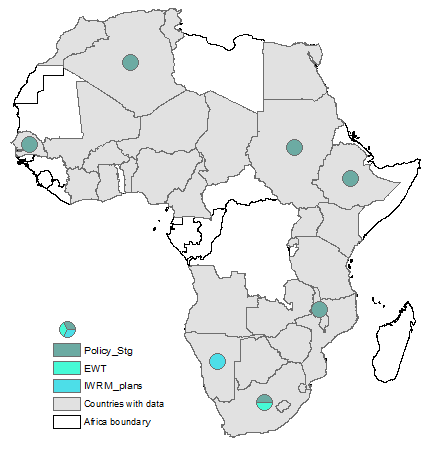 Policy_Stg
EWT
IWRM_plans
Countries with data
Africa boundary